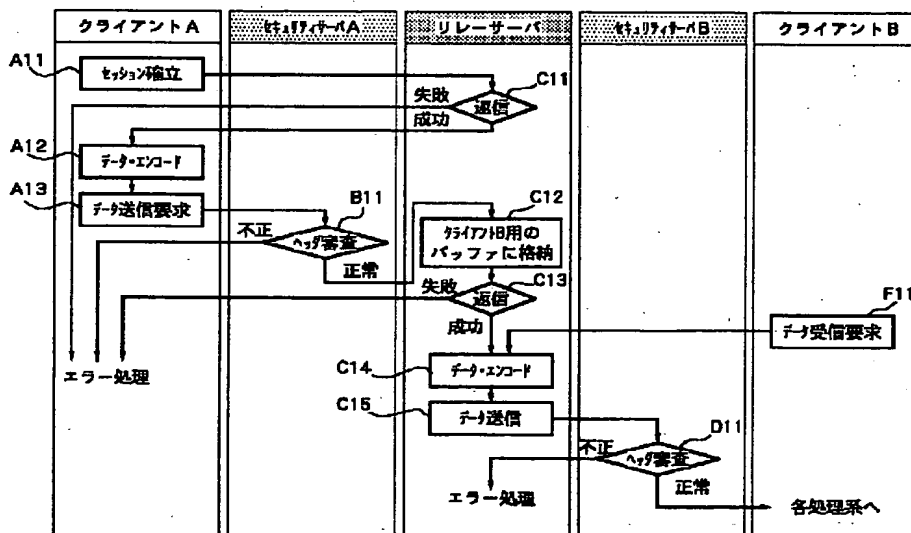 クライアントA
セキュリティサーバA
リレーサーバ
セキュリティサーバB
クライアントB
A11
セッション確立
C11
返信
失敗
成功
A12
データ・エンコード
A13
データ送信要求
B11
ヘッダ審査
不正
正常
C12
クライアントB用の
バッファに格納
C13
返信
失敗
成功
F11
データ受信要求
エラー処理
C14
データ・エンコード
C15
データ送信
D11
ヘッダ審査
不正
正常
エラー処理
各処理系へ